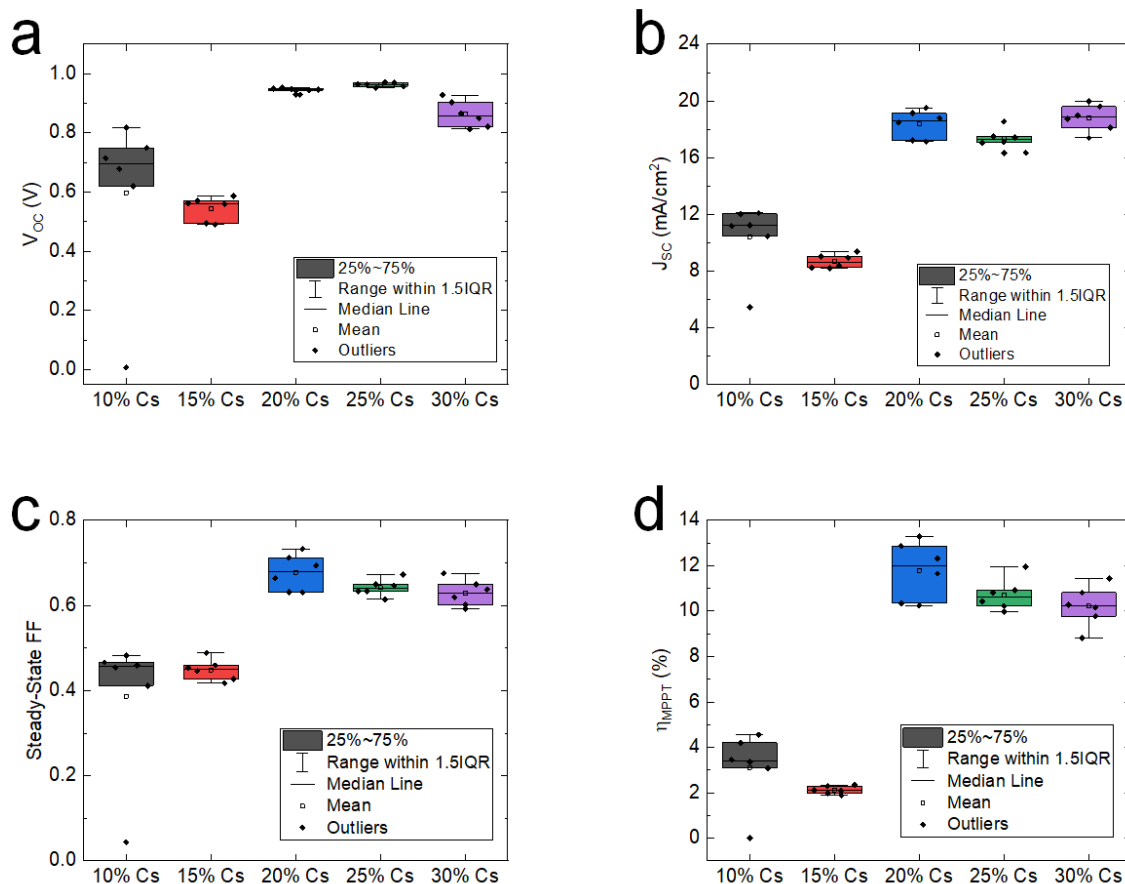 a
1.0
0.8
0.6
0.4
0.2
0.0
V_OC (V)
25%~75%
Range within 1.5IQR
Median Line
Mean
Outliers
10% Cs 15% Cs 20% Cs 25% Cs 30% Cs
b
24
20
16
12
8
4
0
J_SC (mA/cm²)
25%~75%
Range within 1.5IQR
Median Line
Mean
Outliers
10% Cs 15% Cs 20% Cs 25% Cs 30% Cs
c
0.8
0.6
0.4
0.2
0.0
Steady-State FF
25%~75%
Range within 1.5IQR
Median Line
Mean
Outliers
10% Cs 15% Cs 20% Cs 25% Cs 30% Cs
d
14
12
10
8
6
4
2
0
η_MPPT (%)
25%~75%
Range within 1.5IQR
Median Line
Mean
Outliers
10% Cs 15% Cs 20% Cs 25% Cs 30% Cs